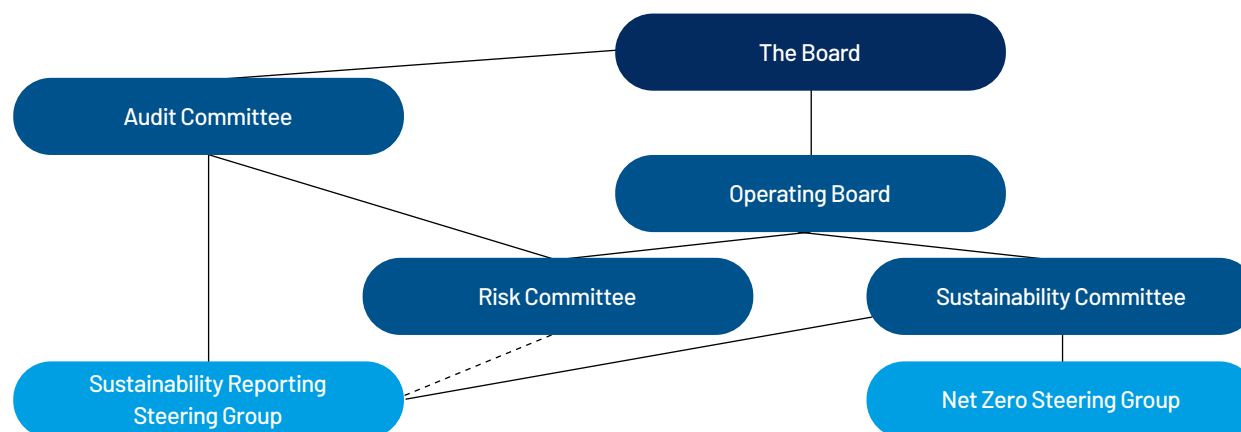 The Board
Audit Committee
Operating Board
Risk Committee
Sustainability Committee
Sustainability Reporting
Steering Group
Net Zero Steering Group